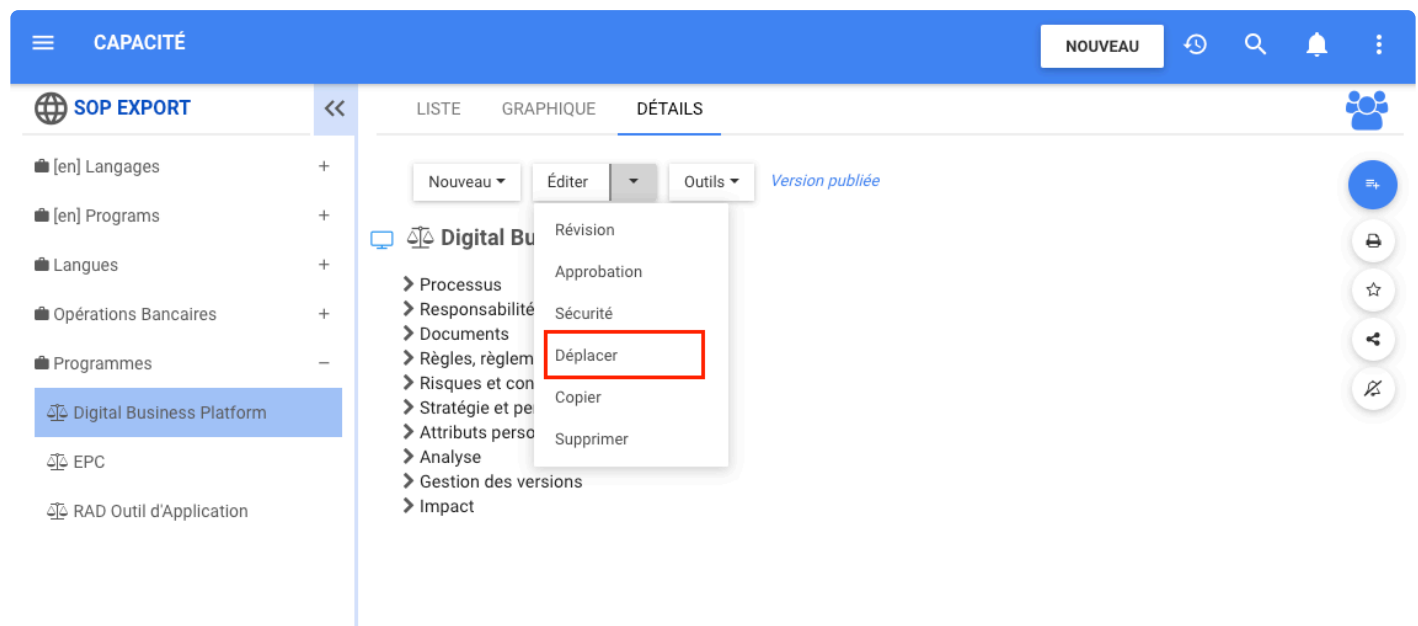 CAPACITÉ
NOUVEAU
SOP EXPORT
[en] Langages
[en] Programs
Langues
Opérations Bancaires
Programmes
Digital Business Platform
EPC
RAD Outil d'Application
LISTE GRAPHIQUE DÉTAILS
Nouveau Éditer Outils Version publiée
Digital Bu
Révision
Approbation
Sécurité
Déplacer
Copier
Supprimer
Processus
Responsabilité
Documents
Règles, règlem
Risques et con
Stratégie et pe
Attributs perso
Analyse
Gestion des versions
Impact